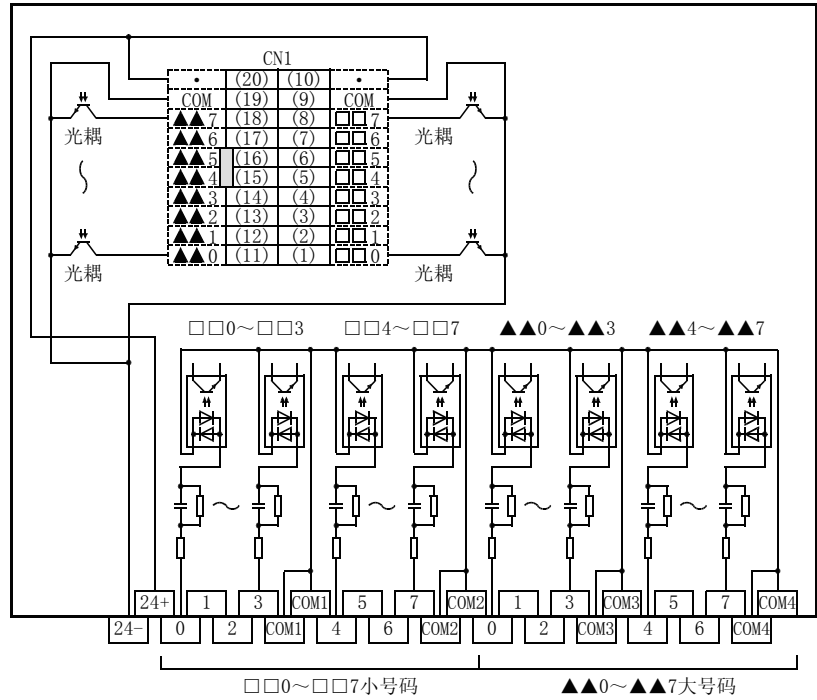 CN1
• (20) (10) •
COM (19) (9) COM
▲▲7 (18) (8) □□7
▲▲6 (17) (7) □□6
▲▲5 (16) (6) □□5
▲▲4 (15) (5) □□4
▲▲3 (14) (4) □□3
▲▲2 (13) (3) □□2
▲▲1 (12) (2) □□1
▲▲0 (11) (1) □□0
光耦 光耦
光耦 光耦
□□0～□□3 □□4～□□7 ▲▲0～▲▲3 ▲▲4～▲▲7
24+ 1 3 COM1 5 7 COM2 1 3 COM3 5 7 COM4
24- 0 2 COM1 4 6 COM2 0 2 COM3 4 6 COM4
□□0～□□7小号码 ▲▲0～▲▲7大号码